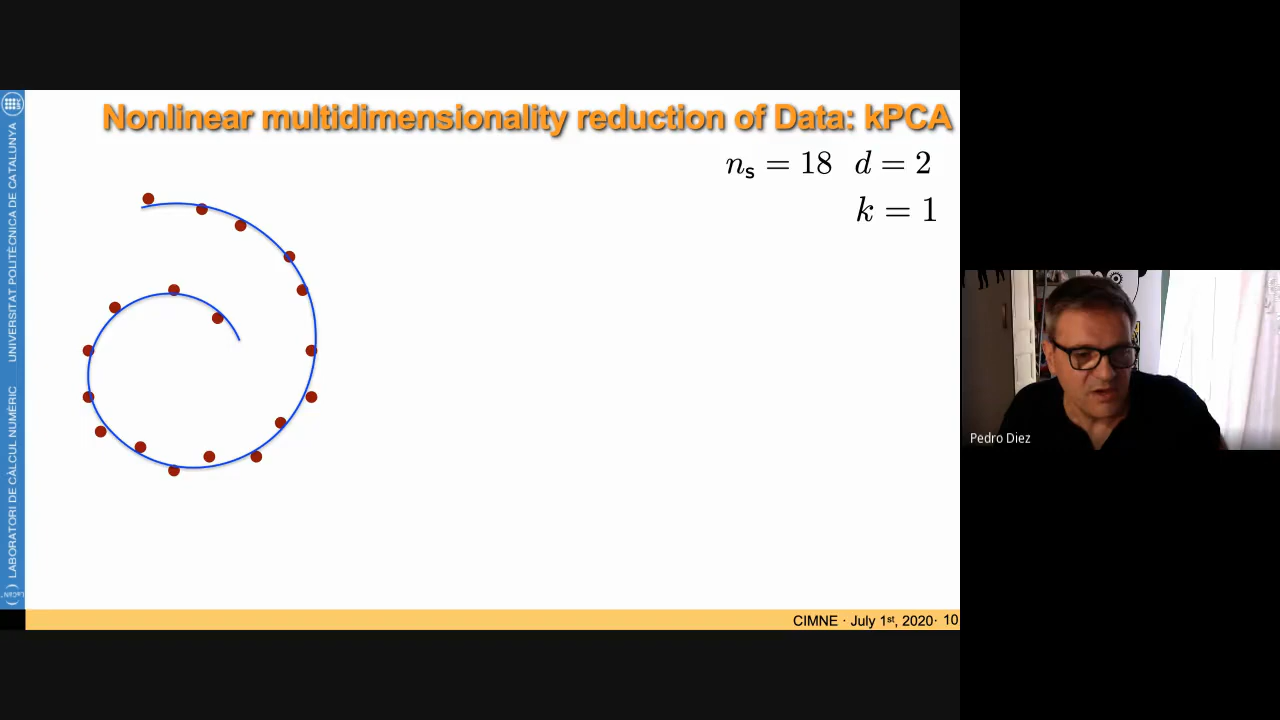 Nonlinear multidimensionality reduction of Data: kPCA
nₛ = 18 d = 2
k = 1
UNIVERSITAT POLITÈCNICA DE CATALUNYA
LABORATORI DE CÀLCUL NUMÈRIC
Pedro Diez
CIMNE · July 1st, 2020· 10